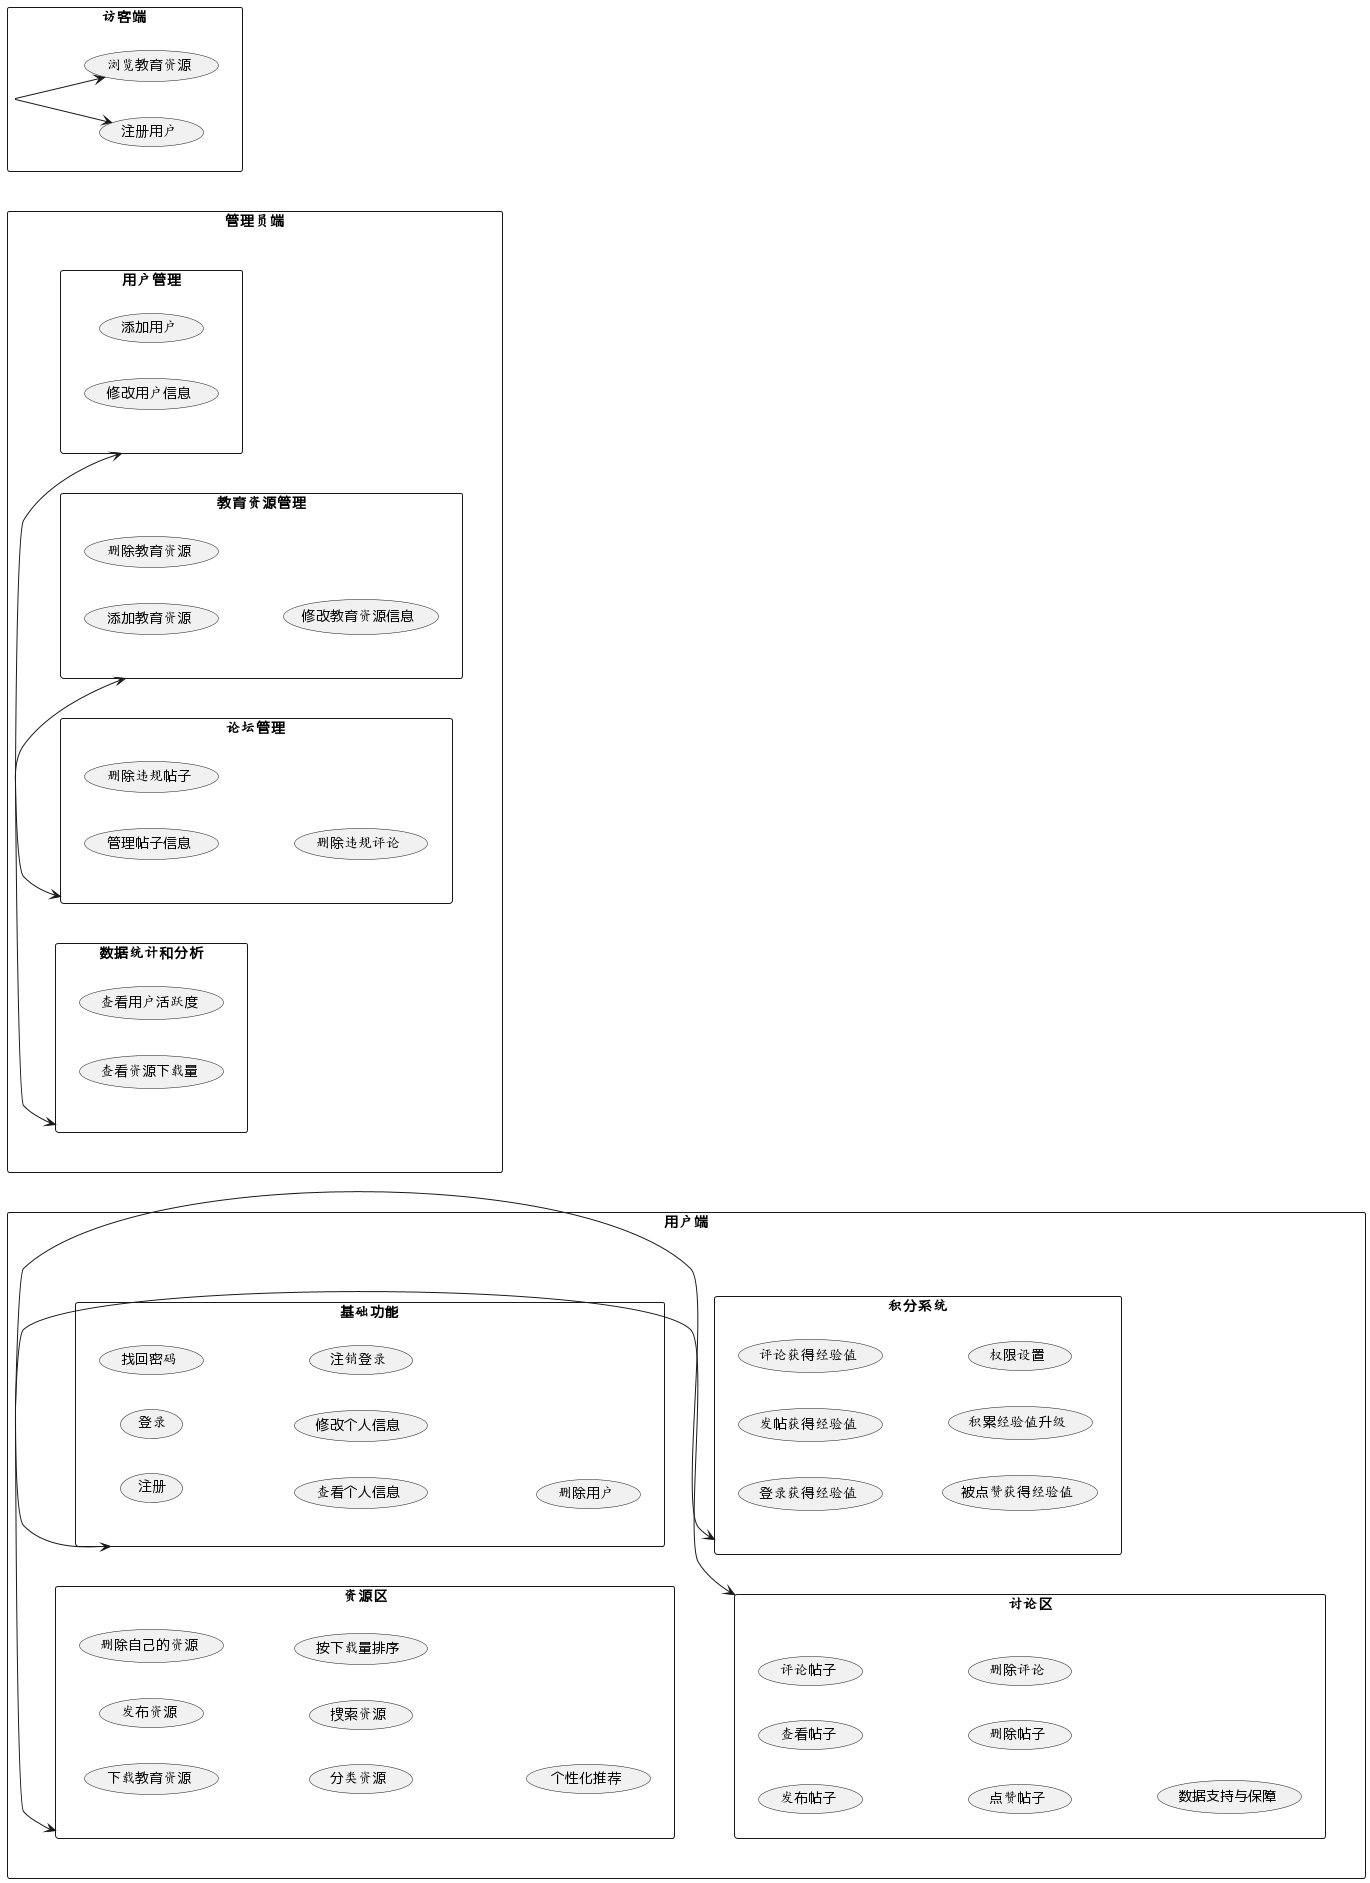 访客端
浏览教育资源
注册用户
管理员端
用户管理
添加用户
修改用户信息
教育资源管理
删除教育资源
添加教育资源
修改教育资源信息
论坛管理
删除违规帖子
管理帖子信息
删除违规评论
数据统计和分析
查看用户活跃度
查看资源下载量
用户端
基础功能
找回密码
注销登录
登录
修改个人信息
注册
查看个人信息
删除用户
积分系统
评论获得经验值
权限设置
发帖获得经验值
积累经验值升级
登录获得经验值
被点赞获得经验值
资源区
删除自己的资源
按下载量排序
发布资源
搜索资源
下载教育资源
分类资源
个性化推荐
讨论区
评论帖子
删除评论
查看帖子
删除帖子
发布帖子
点赞帖子
数据支持与保障